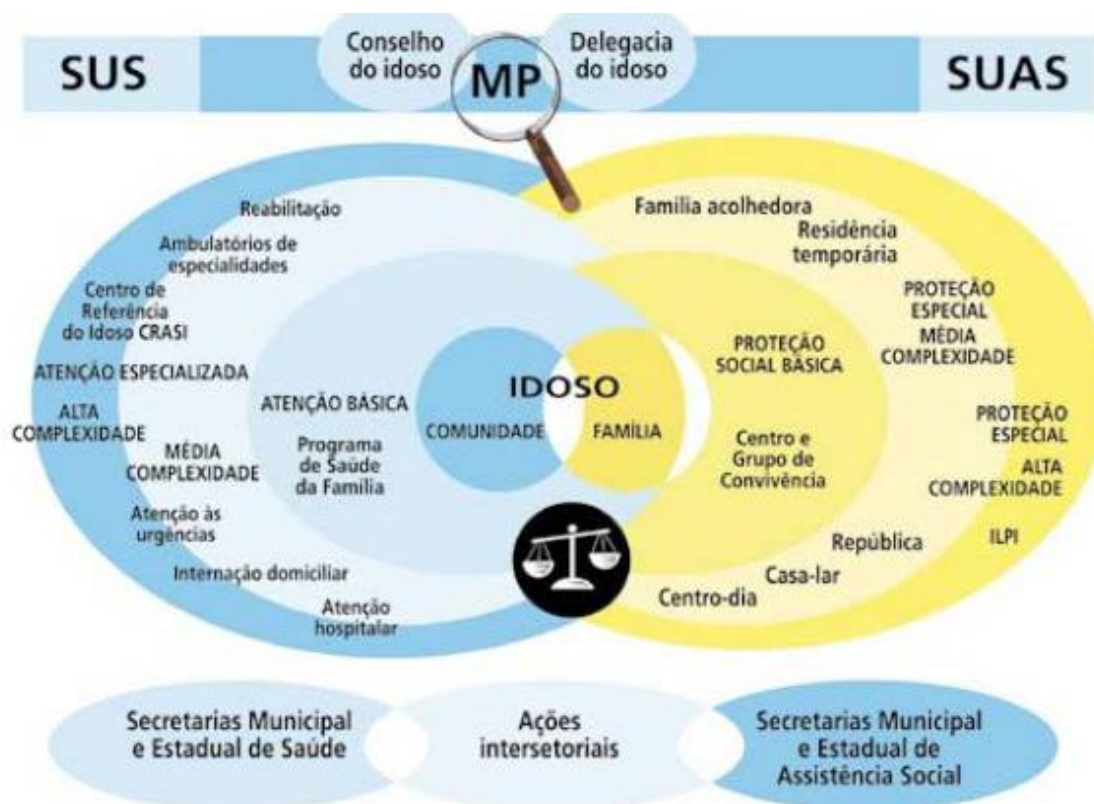 Conselho
do idoso
Delegacia
do idoso
SUS
MP
SUAS
Reabilitação
Ambulatórios de
especialidades
Centro de
Referência
do Idoso CRASI
ATENÇÃO ESPECIALIZADA
ALTA
COMPLEXIDADE
MÉDIA
COMPLEXIDADE
Atenção às
urgências
Internação domiciliar
Atenção
hospitalar
ATENÇÃO BÁSICA
Programa
de Saúde
da Família
IDOSO
COMUNIDADE
FAMÍLIA
Família acolhedora
Residência
temporária
PROTEÇÃO
ESPECIAL
MÉDIA
COMPLEXIDADE
PROTEÇÃO
SOCIAL BÁSICA
Centro e
Grupo de
Convivência
PROTEÇÃO
ESPECIAL
ALTA
COMPLEXIDADE
ILPI
República
Casa-lar
Centro-dia
Secretarias Municipal
e Estadual de Saúde
Ações
intersetoriais
Secretarias Municipal
e Estadual de
Assistência Social